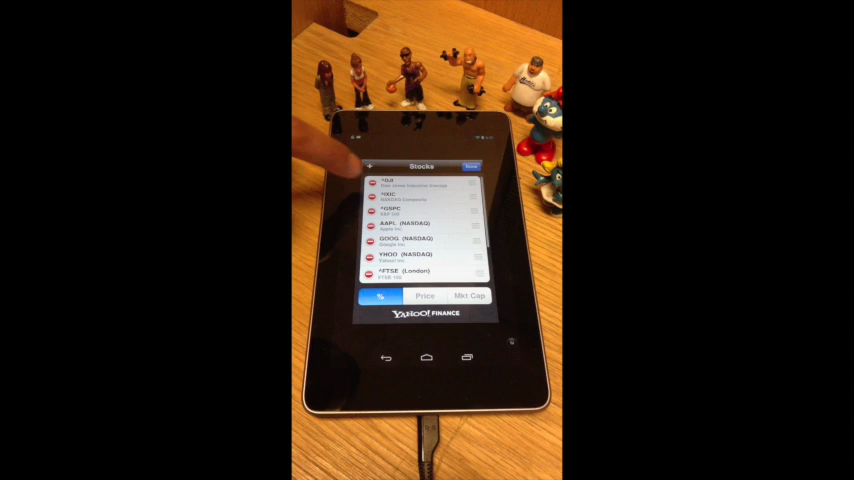 + Stocks Done
^DJI
Dow Jones Industrial Average
^IXIC
NASDAQ Composite
^GSPC
S&P 500
AAPL (NASDAQ)
Apple Inc.
GOOG (NASDAQ)
Google Inc.
YHOO (NASDAQ)
Yahoo! Inc.
^FTSE (London)
FTSE 100
% Price Mkt Cap
YAHOO! FINANCE